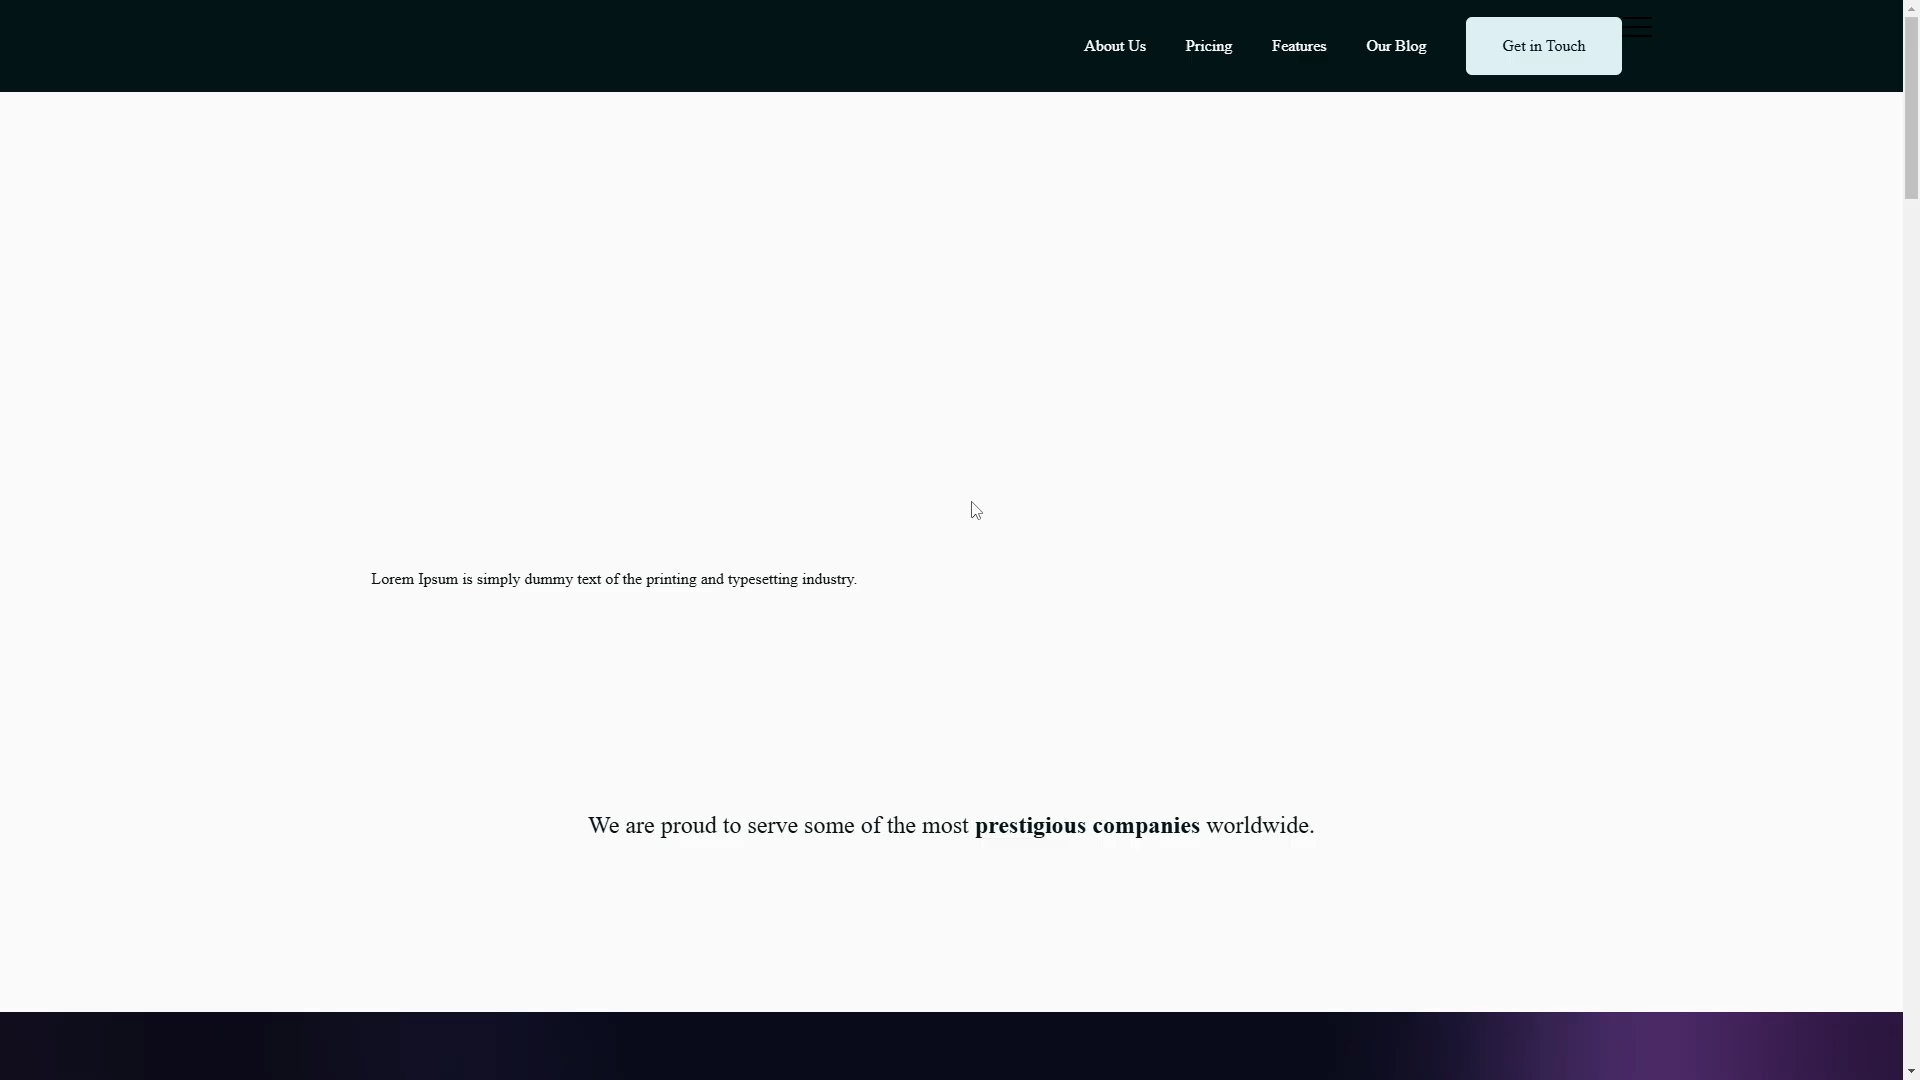 About Us
Pricing
Features
Our Blog
Get in Touch
Lorem Ipsum is simply dummy text of the printing and typesetting industry.
We are proud to serve some of the most prestigious companies worldwide.